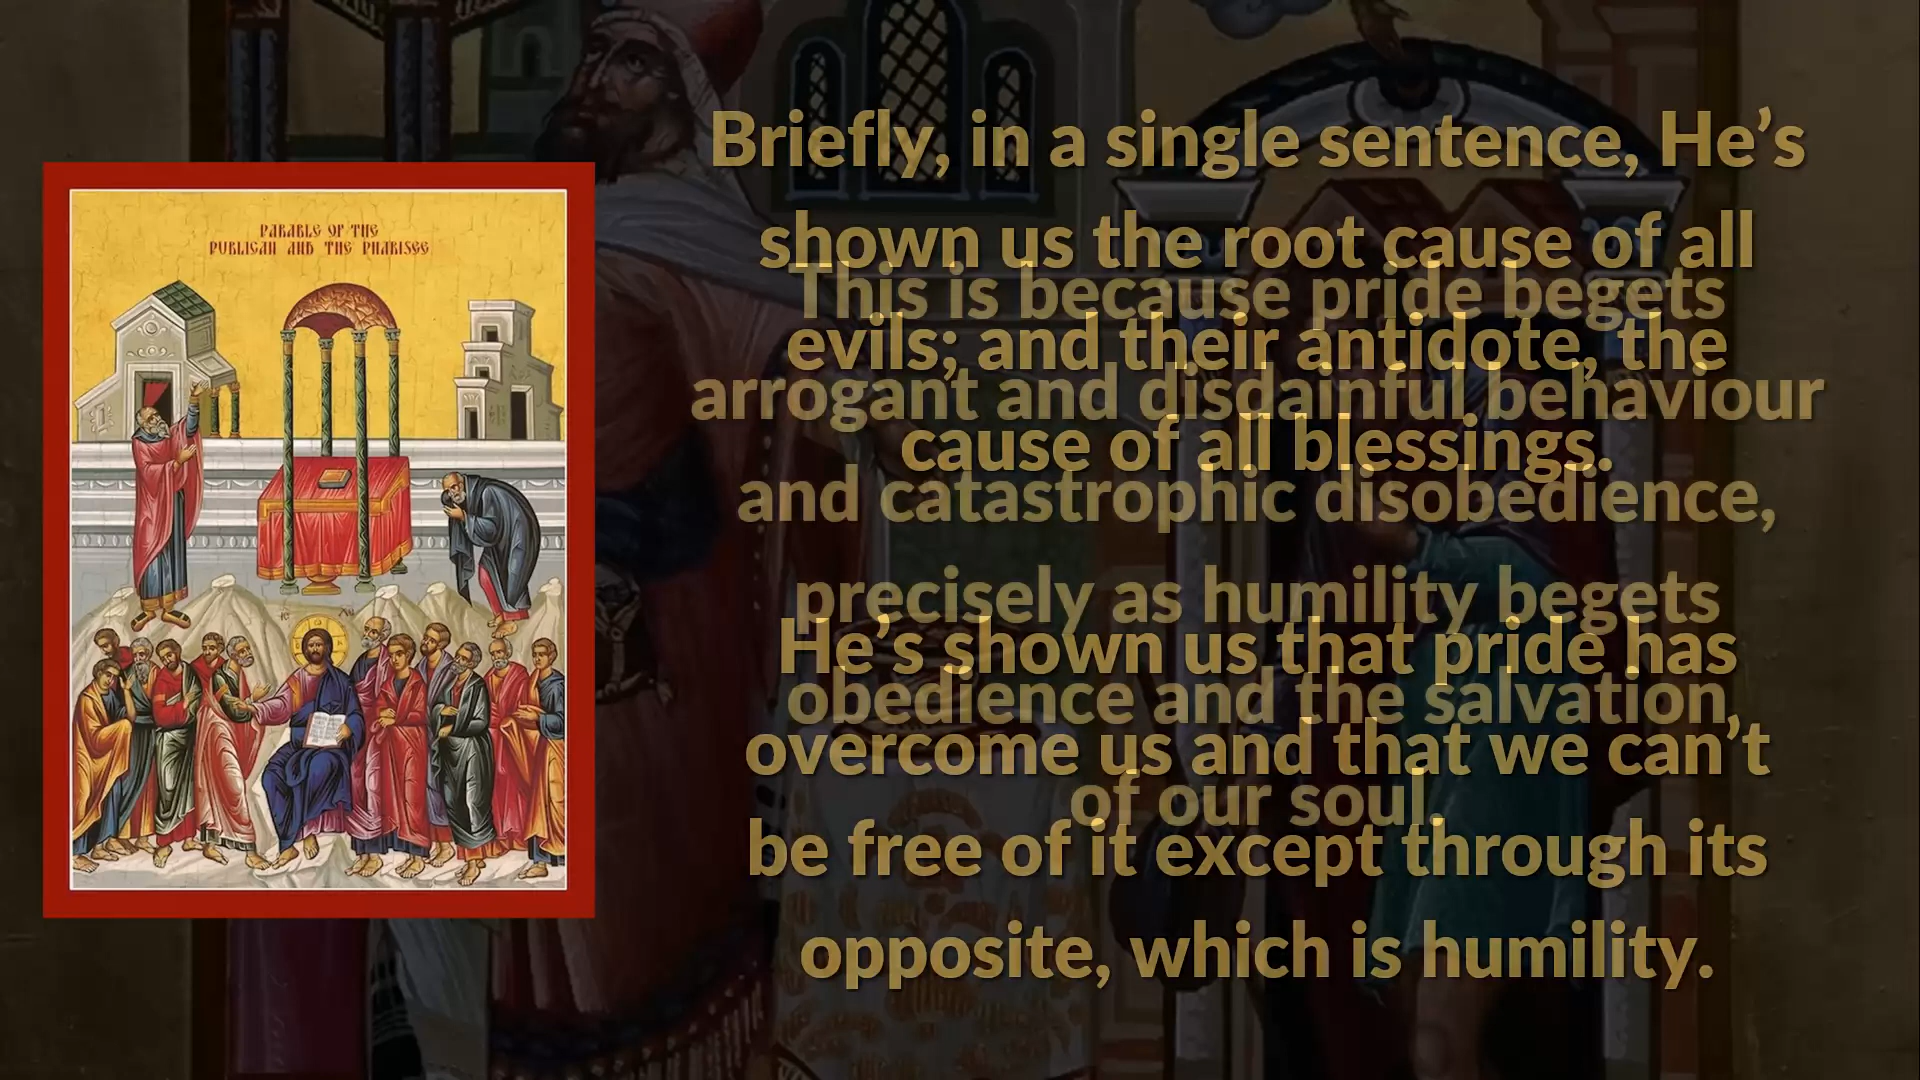 PARABLE OF THE
PUBLICAN AND THE PHARISEE
Briefly, in a single sentence, He’s
shown us the root cause of all
evils; and their antidote, the
cause of all blessings.
He’s shown us that pride has
overcome us and that we can’t
be free of it except through its
opposite, which is humility.
This is because pride begets
arrogant and disdainful behaviour
and catastrophic disobedience,
precisely as humility begets
obedience and the salvation
of our soul.